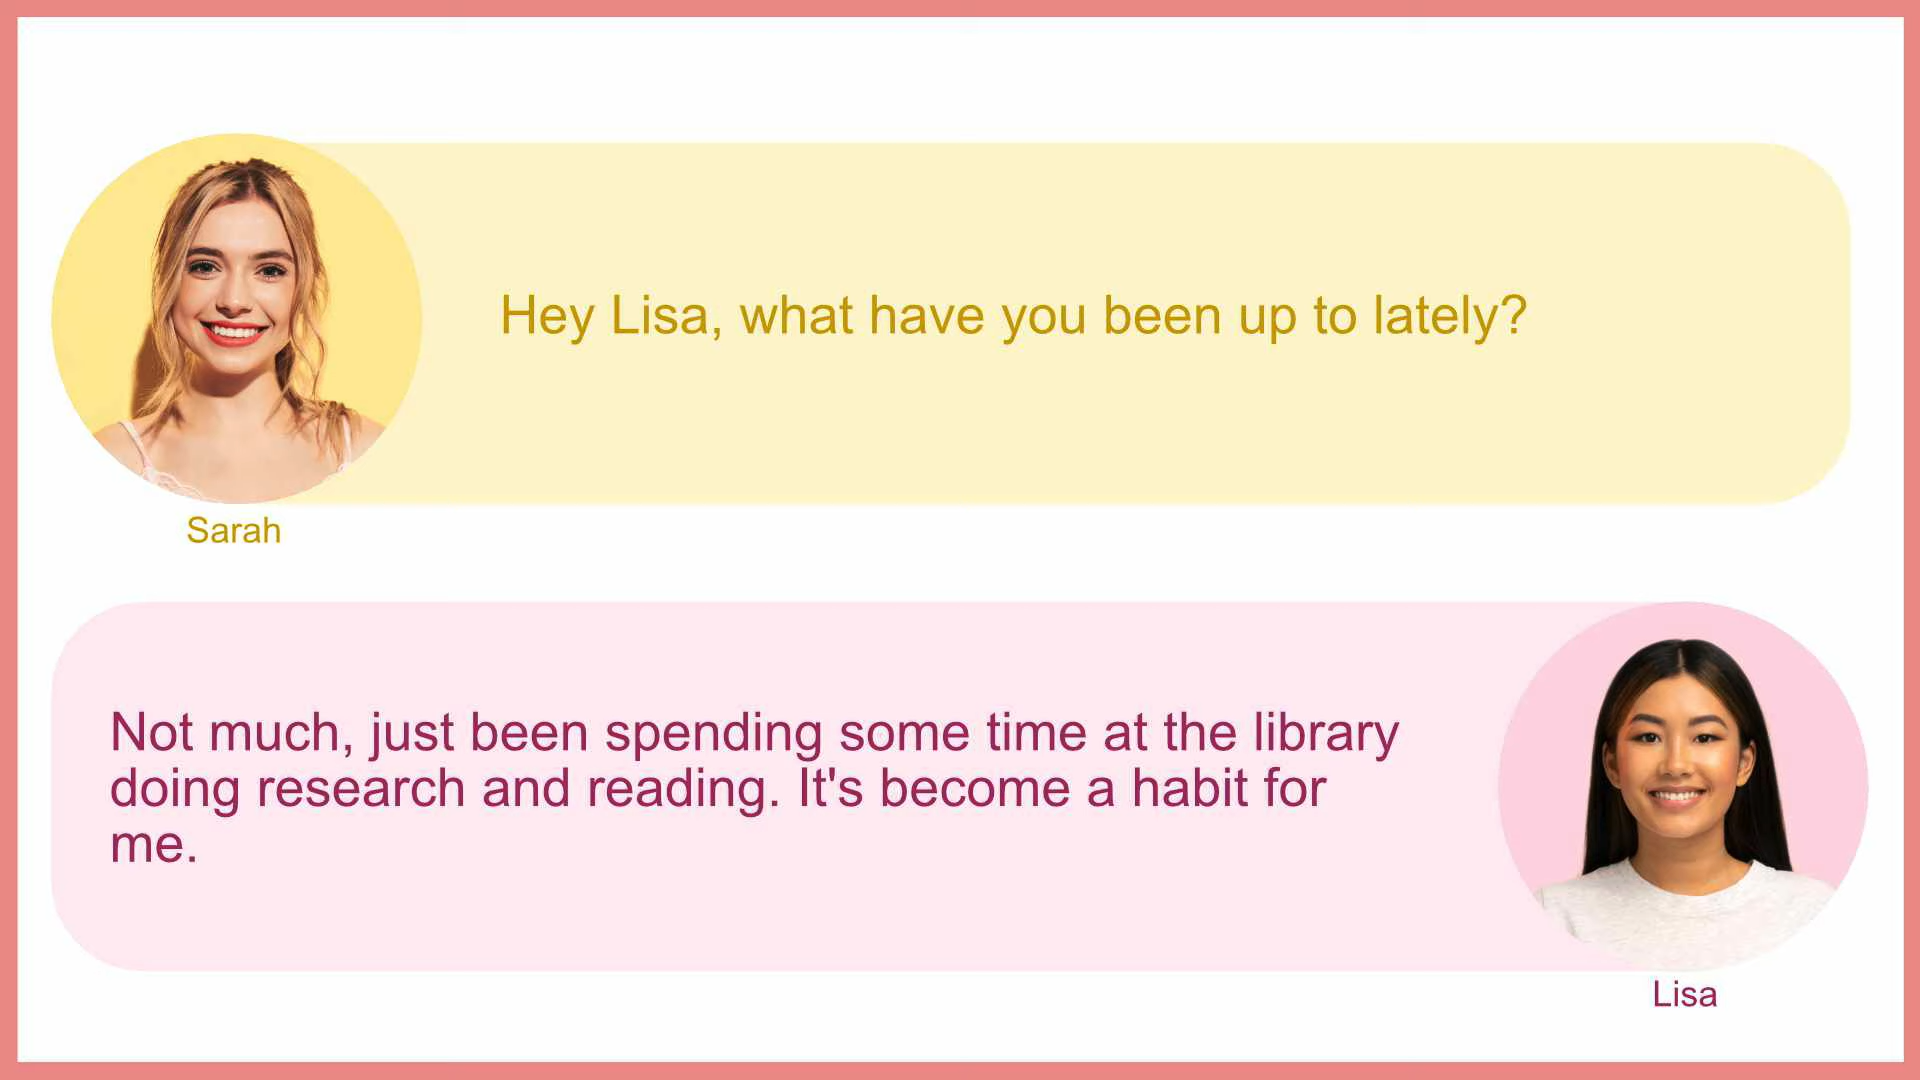 Hey Lisa, what have you been up to lately?
Sarah
Not much, just been spending some time at the library
doing research and reading. It's become a habit for
me.
Lisa